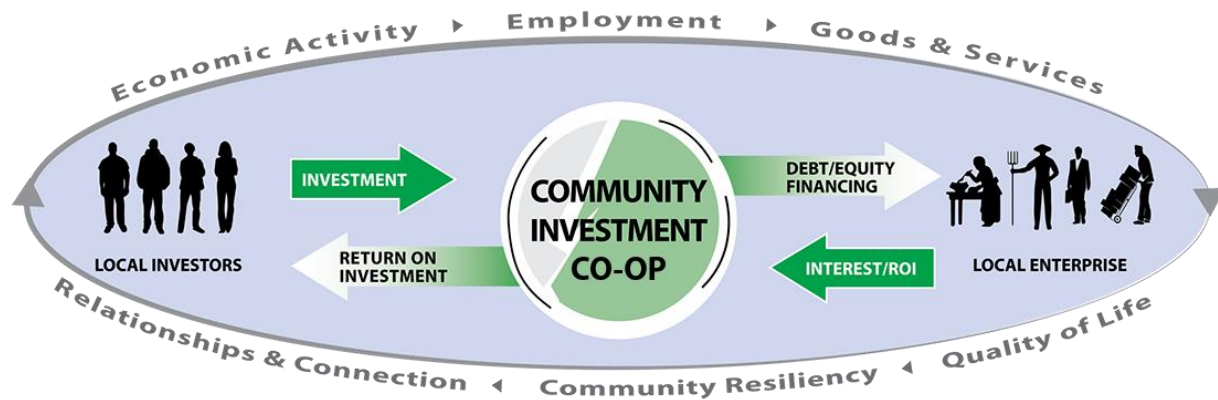 Economic Activity ▸ Employment ▸ Goods & Services
INVESTMENT
COMMUNITY
INVESTMENT
CO-OP
DEBT/EQUITY
FINANCING
LOCAL INVESTORS
RETURN ON
INVESTMENT
INTEREST/ROI
LOCAL ENTERPRISE
Relationships & Connection ◂ Community Resiliency ◂ Quality of Life